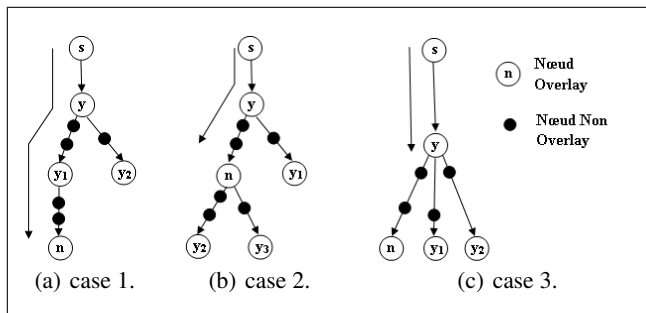 s
y
y1
y2
n
(a) case 1.
s
y
n
y1
y2
y3
(b) case 2.
s
y
n
y1
y2
(c) case 3.
n
Nœud
Overlay
Nœud Non
Overlay